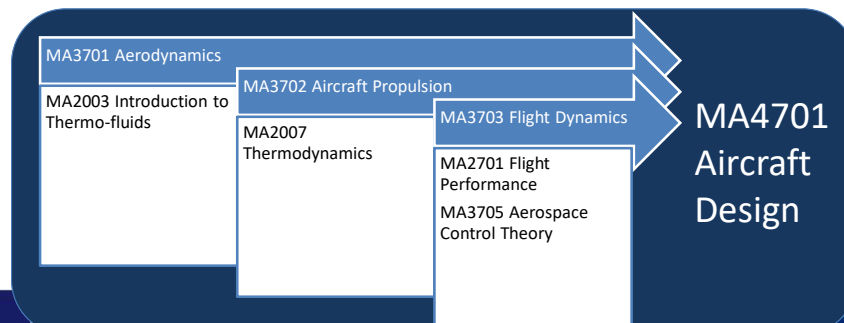 MA3701 Aerodynamics
MA2003 Introduction to
Thermo-fluids
MA3702 Aircraft Propulsion
MA2007
Thermodynamics
MA3703 Flight Dynamics
MA2701 Flight
Performance
MA3705 Aerospace
Control Theory
MA4701
Aircraft
Design